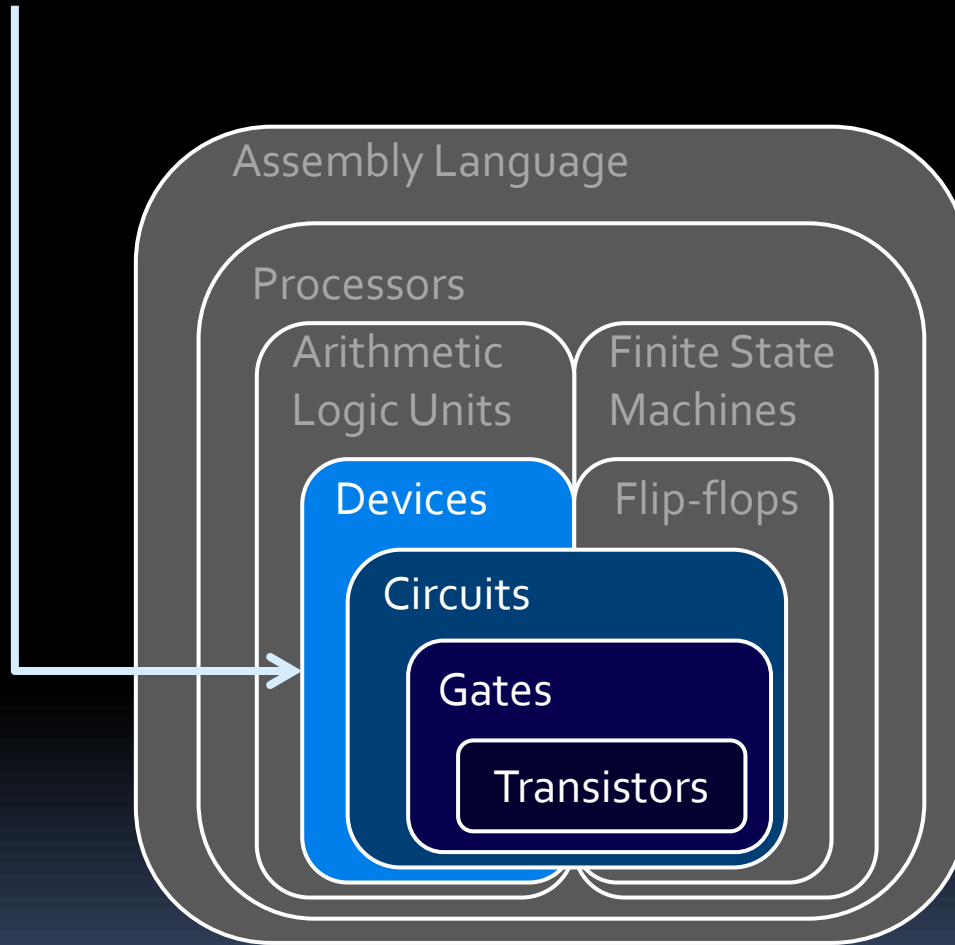 Assembly Language
Processors
Arithmetic
Logic Units
Finite State
Machines
Devices
Flip-flops
Circuits
Gates
Transistors